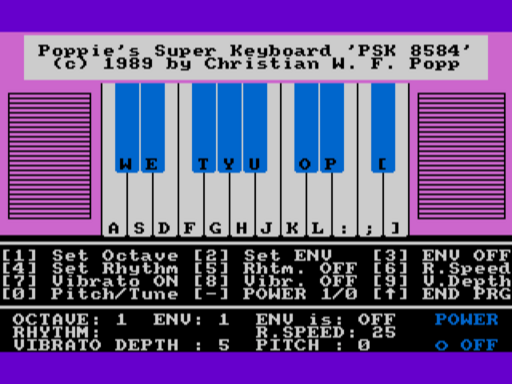 Poppie's Super Keyboard 'PSK 8584'
(c) 1989 by Christian W. F. Popp
W E T Y U O P [
A S D F G H J K L : ; ]
[1] Set Octave [2] Set ENV [3] ENV OFF
[4] Set Rhythm [5] Rhtm. OFF [6] R.Speed
[7] Vibrato ON [8] Vibr. OFF [9] V.Depth
[0] Pitch/Tune [-] POWER 1/0 [↑] END PRG
OCTAVE: 1 ENV: 1 ENV is: OFF POWER
RHYTHM: R.SPEED: 25
VIBRATO DEPTH : 5 PITCH : 0 ◇ OFF